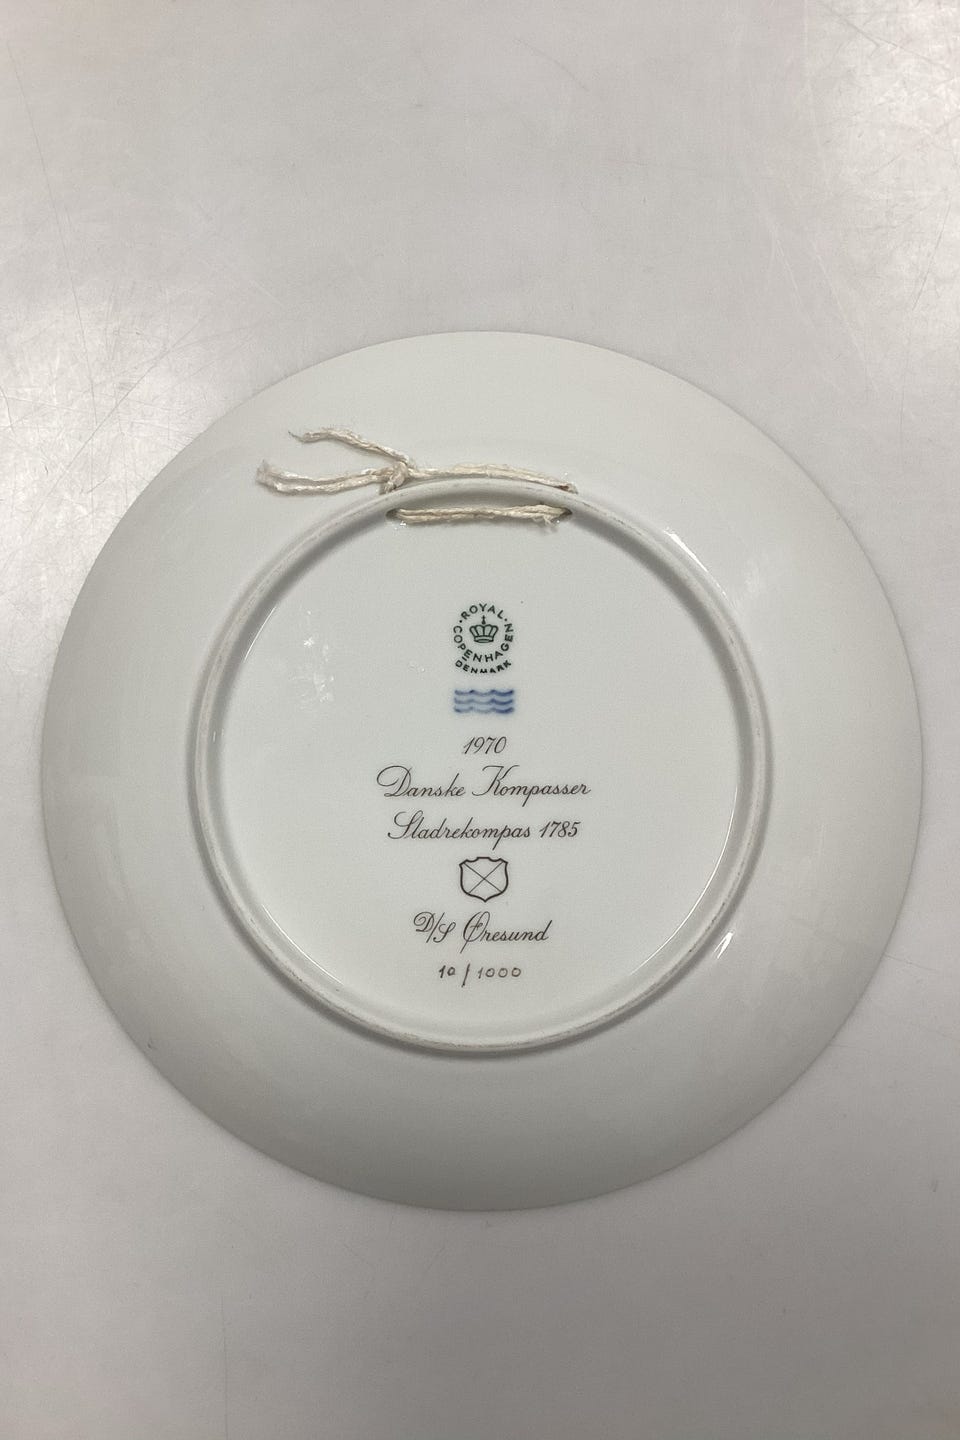 ROYAL
COPENHAGEN
DENMARK
1970
Danske Kompasser
Sladrekompas 1785
D/S Øresund
10/1000